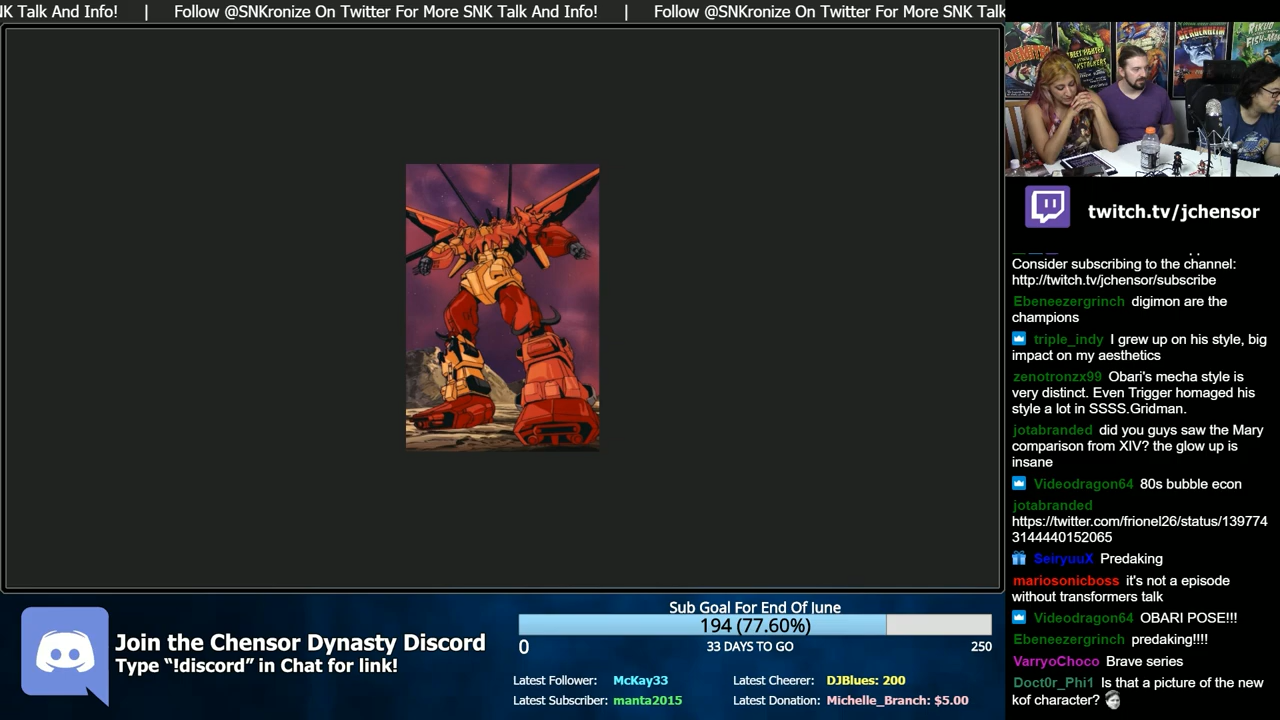 NK Talk And Info! | Follow @SNKronize On Twitter For More SNK Talk And Info! | Follow @SNKronize On Twitter For More SNK Talk
twitch.tv/jchensor
Consider subscribing to the channel:
http://twitch.tv/jchensor/subscribe
Ebeneezergrinch digimon are the
champions
triple_indy I grew up on his style, big
impact on my aesthetics
zenotronzx99 Obari's mecha style is
very distinct. Even Trigger homaged his
style a lot in SSSS.Gridman.
jotabranded did you guys saw the Mary
comparison from XIV? the glow up is
insane
Videodragon64 80s bubble econ
jotabranded
https://twitter.com/frionel26/status/139774
3144440152065
SeiryuuX Predaking
mariosonicboss it's not a episode
without transformers talk
Videodragon64 OBARI POSE!!!
Ebeneezergrinch predaking!!!!
VarryoChoco Brave series
Doct0r_Phi1 Is that a picture of the new
kof character?
Join the Chensor Dynasty Discord
Type “!discord” in Chat for link!
Sub Goal For End Of June
194 (77.60%)
0 33 DAYS TO GO 250
Latest Follower: McKay33 Latest Cheerer: DJBlues: 200
Latest Subscriber: manta2015 Latest Donation: Michelle_Branch: $5.00